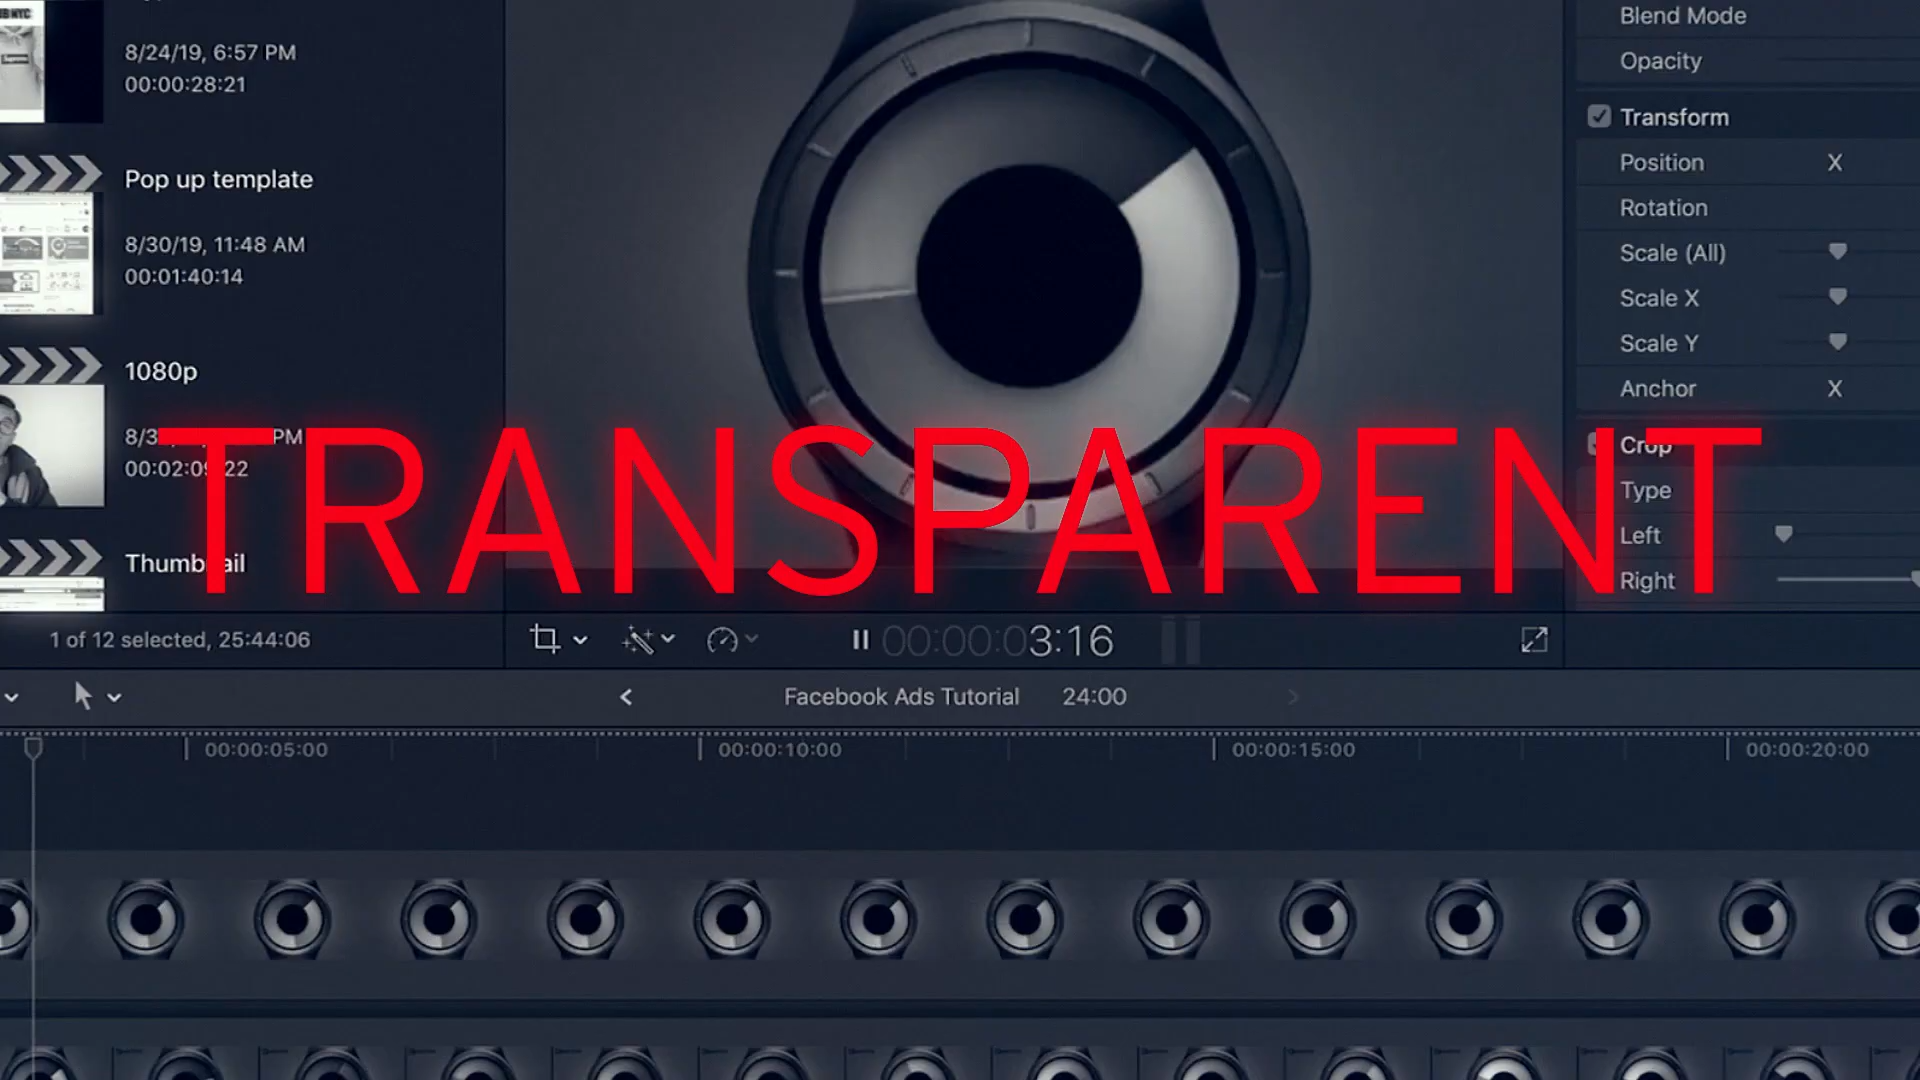 8/24/19, 6:57 PM
00:00:28:21
Pop up template
8/30/19, 11:48 AM
00:01:40:14
1080p
PM
Thumbnail
1 of 12 selected, 25:44:06
Blend Mode
Opacity
Transform
Position X
Rotation
Scale (All)
Scale X
Scale Y
Anchor X
Crop
Type
Left
Right
TRANSPARENT
00:00:03:16
Facebook Ads Tutorial 24:00
00:00:05:00 00:00:10:00 00:00:15:00 00:00:20:00